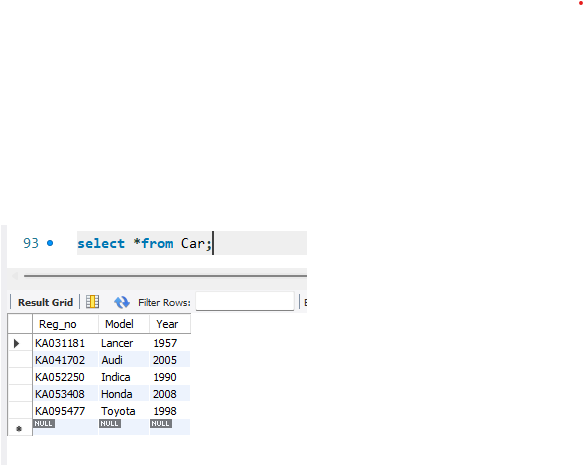 93 select *from Car;
Result Grid Filter Rows: E
Reg_no Model Year
KA031181 Lancer 1957
KA041702 Audi 2005
KA052250 Indica 1990
KA053408 Honda 2008
KA095477 Toyota 1998
NULL NULL NULL